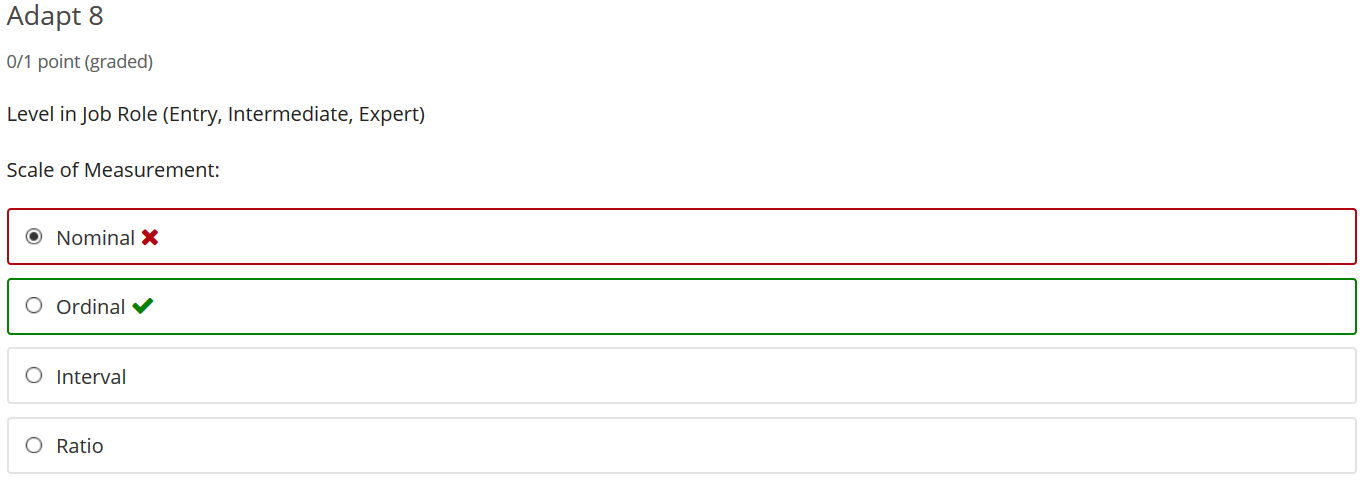 Adapt 8
0/1 point (graded)
Level in Job Role (Entry, Intermediate, Expert)
Scale of Measurement:
Nominal
Ordinal
Interval
Ratio